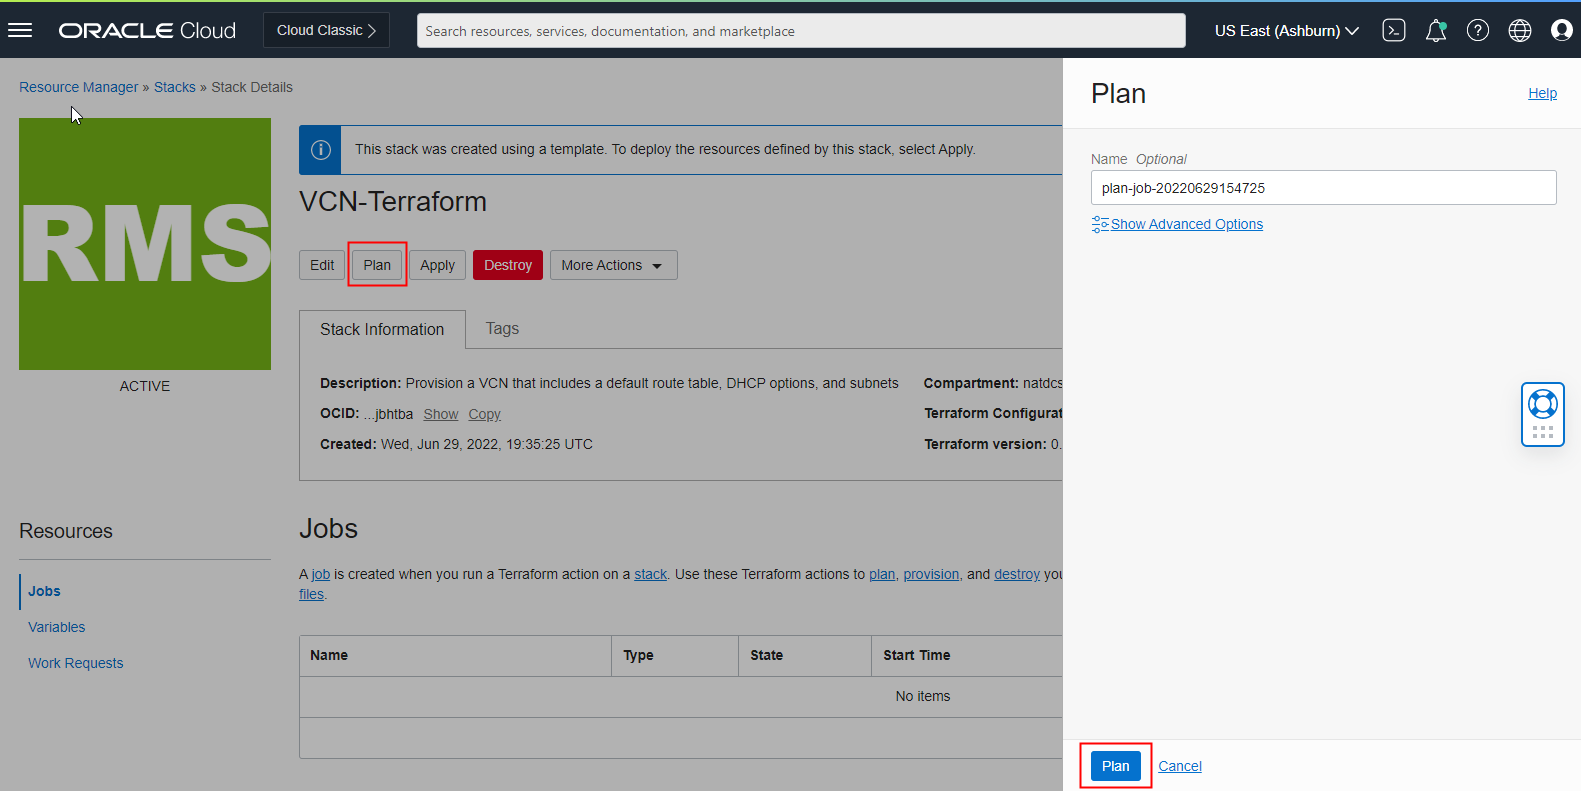 ORACLE Cloud
Cloud Classic
Search resources, services, documentation, and marketplace
US East (Ashburn)
Resource Manager » Stacks » Stack Details
RMS
ACTIVE
This stack was created using a template. To deploy the resources defined by this stack, select Apply.
VCN-Terraform
Edit Plan Apply Destroy More Actions
Stack Information Tags
Description: Provision a VCN that includes a default route table, DHCP options, and subnets Compartment: natdcs
OCID: ...jbhtba Show Copy Terraform Configurat
Created: Wed, Jun 29, 2022, 19:35:25 UTC Terraform version: 0.
Resources
Jobs
Variables
Work Requests
Jobs
A job is created when you run a Terraform action on a stack. Use these Terraform actions to plan, provision, and destroy you
files.
Name Type State Start Time
No items
Plan
Help
Name Optional
plan-job-20220629154725
Show Advanced Options
Plan Cancel